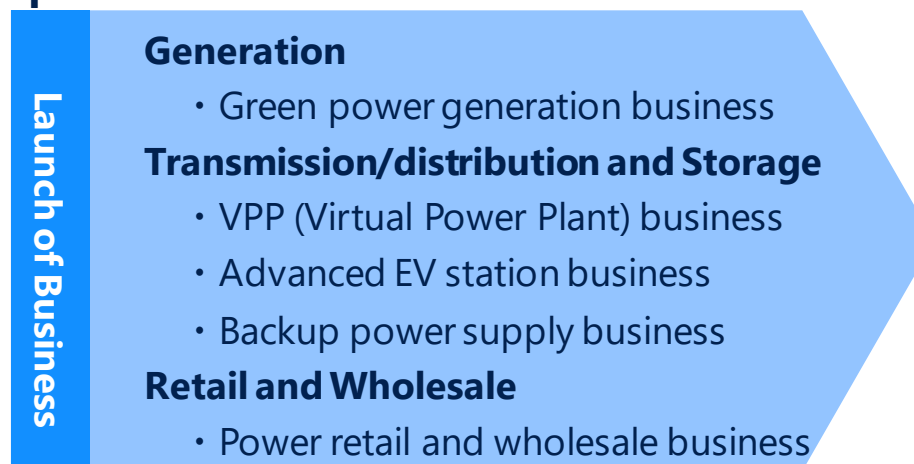 Launch of Business
Generation
・Green power generation business
Transmission/distribution and Storage
・VPP (Virtual Power Plant) business
・Advanced EV station business
・Backup power supply business
Retail and Wholesale
・Power retail and wholesale business